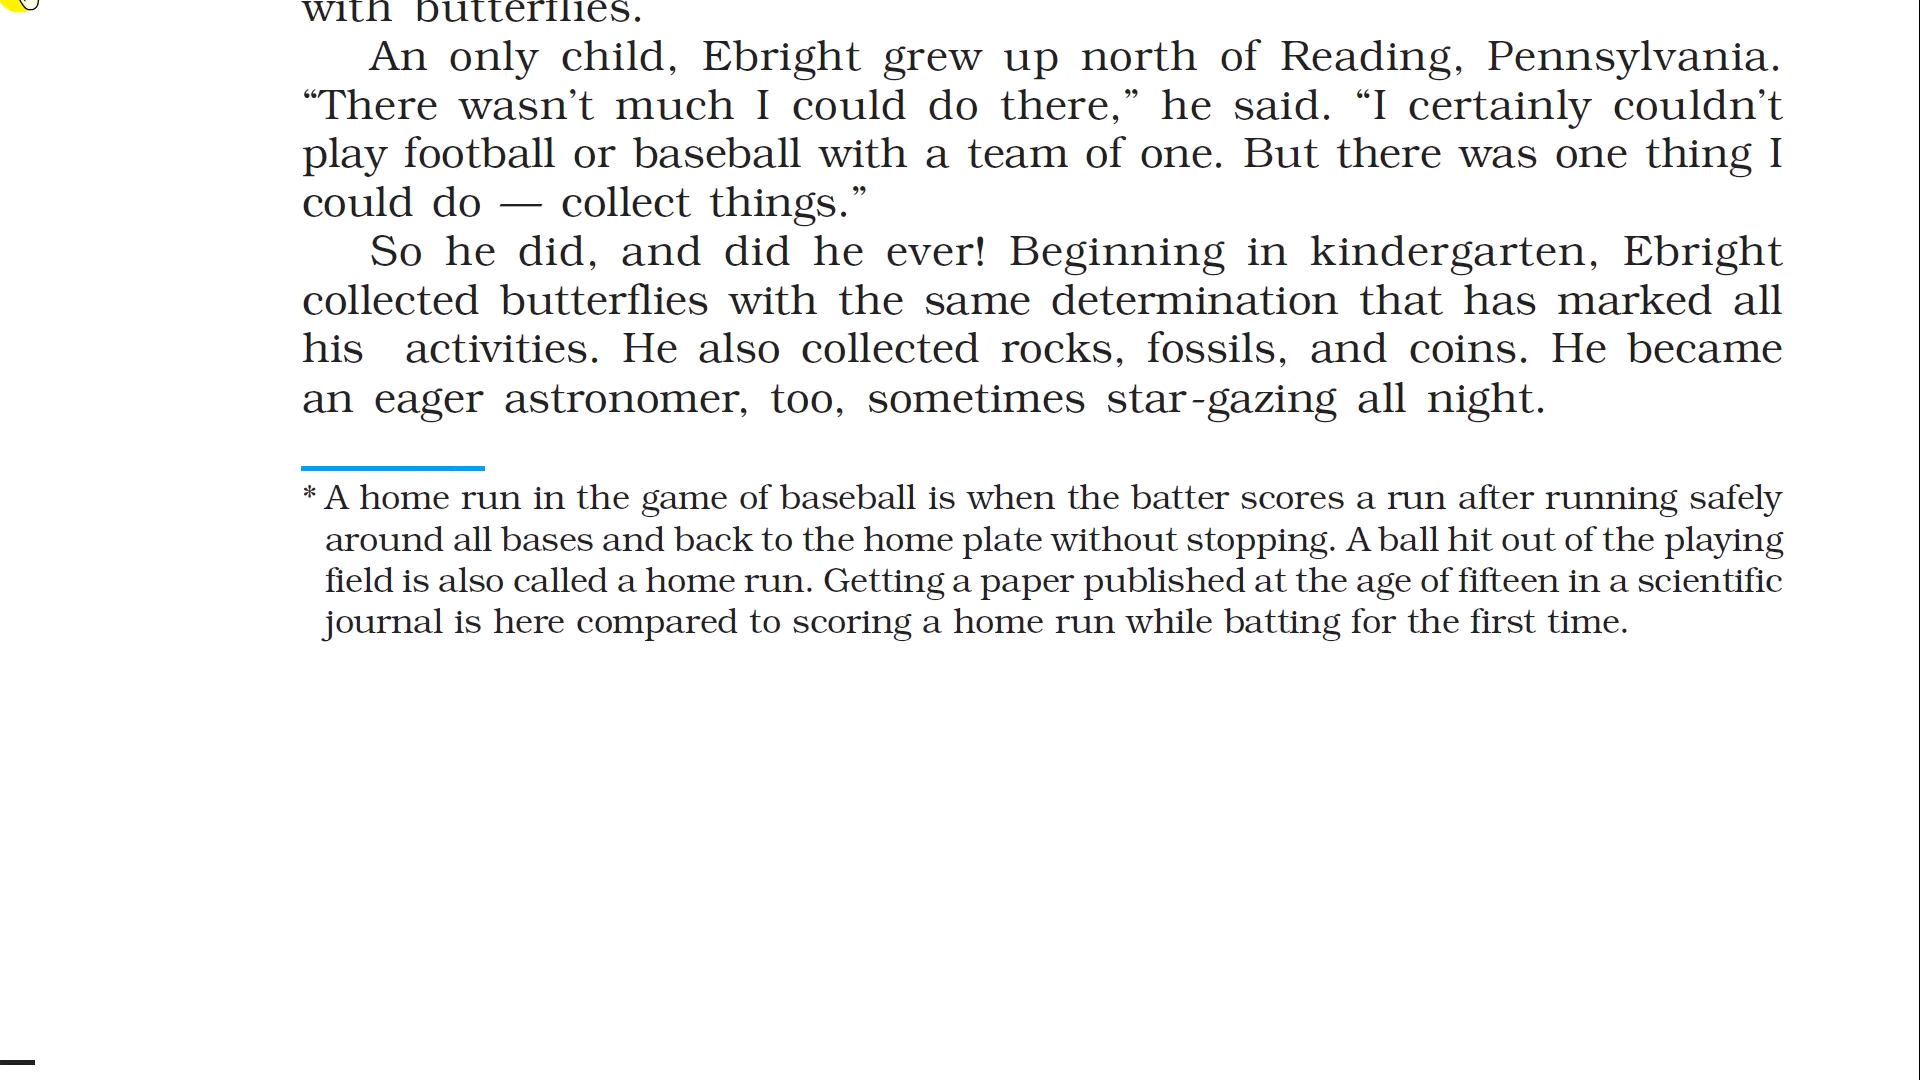 with butterflies.
An only child, Ebright grew up north of Reading, Pennsylvania.
“There wasn’t much I could do there,” he said. “I certainly couldn’t
play football or baseball with a team of one. But there was one thing I
could do — collect things.”
So he did, and did he ever! Beginning in kindergarten, Ebright
collected butterflies with the same determination that has marked all
his activities. He also collected rocks, fossils, and coins. He became
an eager astronomer, too, sometimes star-gazing all night.
* A home run in the game of baseball is when the batter scores a run after running safely
around all bases and back to the home plate without stopping. A ball hit out of the playing
field is also called a home run. Getting a paper published at the age of fifteen in a scientific
journal is here compared to scoring a home run while batting for the first time.